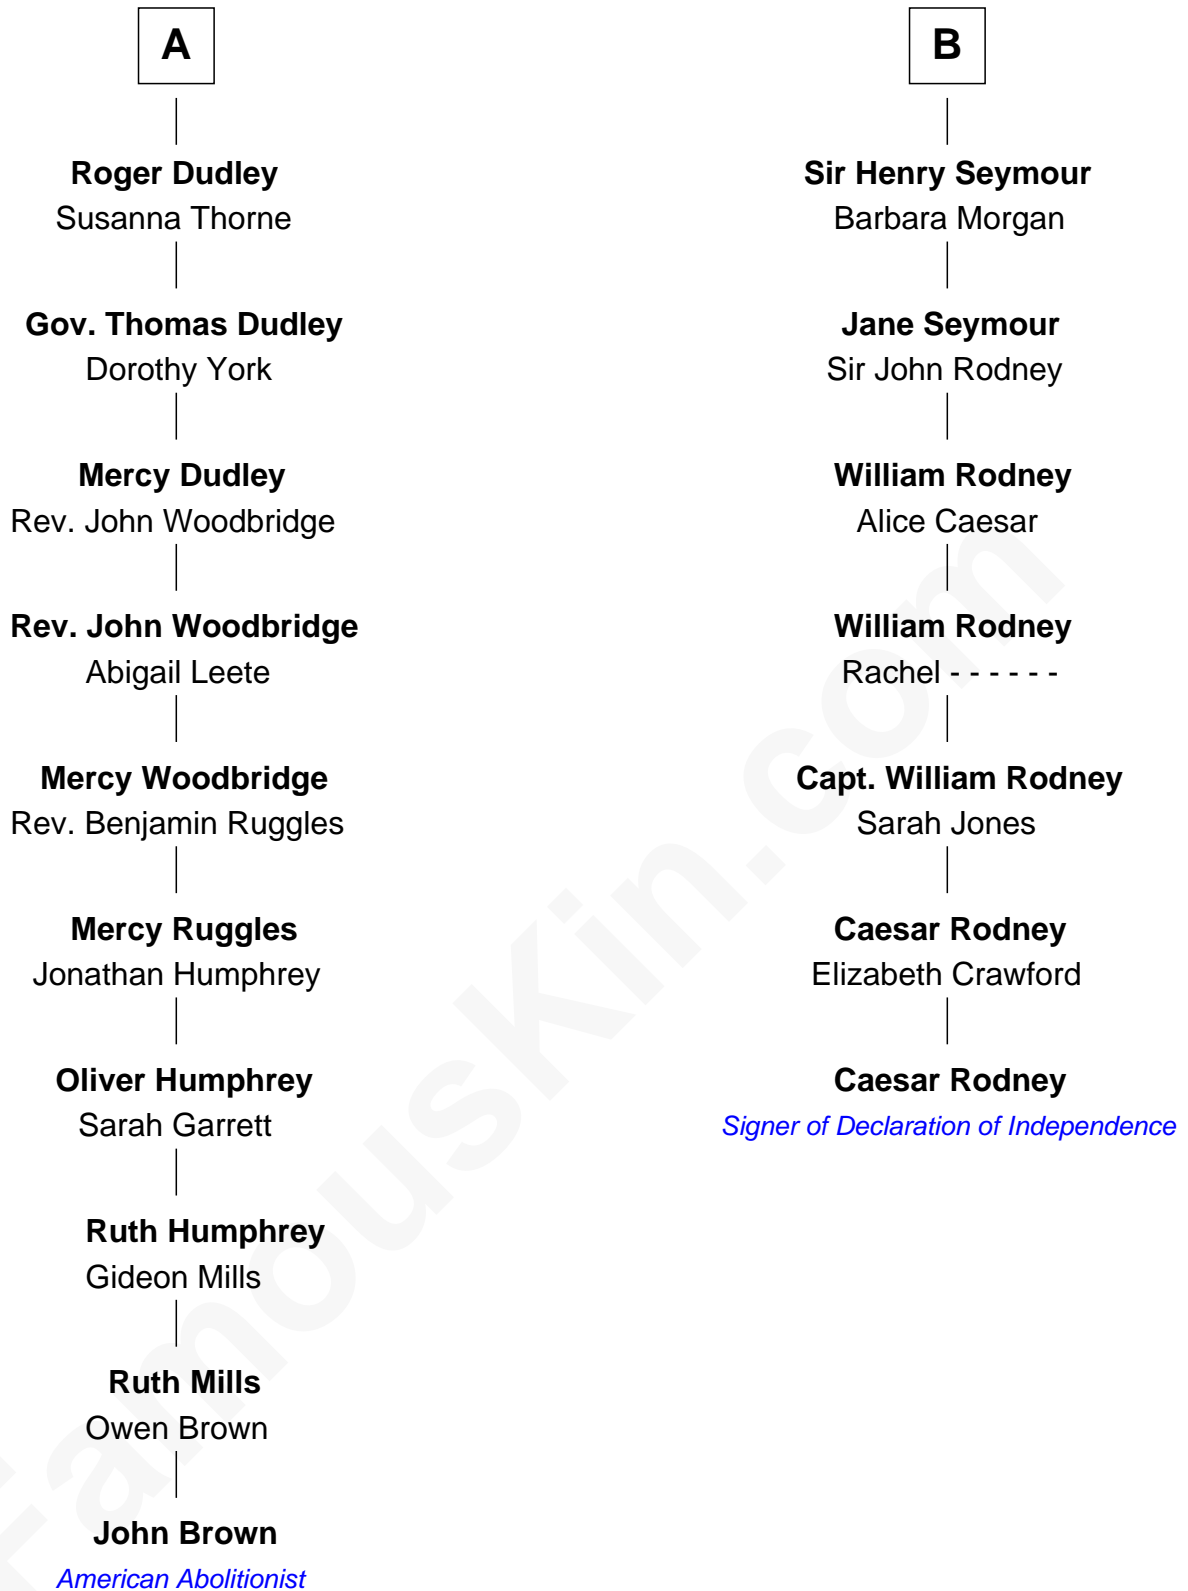 A
Roger Dudley
Susanna Thorne
Gov. Thomas Dudley
Dorothy York
Mercy Dudley
Rev. John Woodbridge
Rev. John Woodbridge
Abigail Leete
Mercy Woodbridge
Rev. Benjamin Ruggles
Mercy Ruggles
Jonathan Humphrey
Oliver Humphrey
Sarah Garrett
Ruth Humphrey
Gideon Mills
Ruth Mills
Owen Brown
John Brown
American Abolitionist
B
Sir Henry Seymour
Barbara Morgan
Jane Seymour
Sir John Rodney
William Rodney
Alice Caesar
William Rodney
Rachel - - - - - -
Capt. William Rodney
Sarah Jones
Caesar Rodney
Elizabeth Crawford
Caesar Rodney
Signer of Declaration of Independence
FamousKin.com